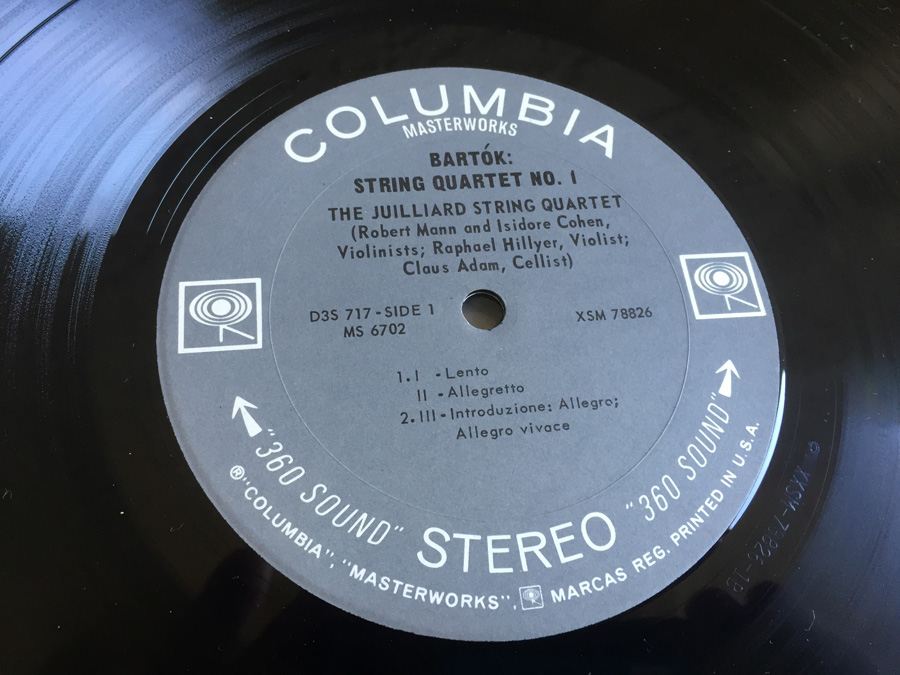 COLUMBIA
MASTERWORKS
BARTÓK:
STRING QUARTET NO. 1
THE JUILLIARD STRING QUARTET
(Robert Mann and Isidore Cohen,
Violinists; Raphael Hillyer, Violist;
Claus Adam, Cellist)
D3S 717 - SIDE 1
MS 6702
XSM 78826
1. I - Lento
II - Allegretto
2. III - Introduzione: Allegro;
Allegro vivace
"360 SOUND" STEREO "360 SOUND"
® "COLUMBIA", "MASTERWORKS", MARCAS REG. PRINTED IN U.S.A.